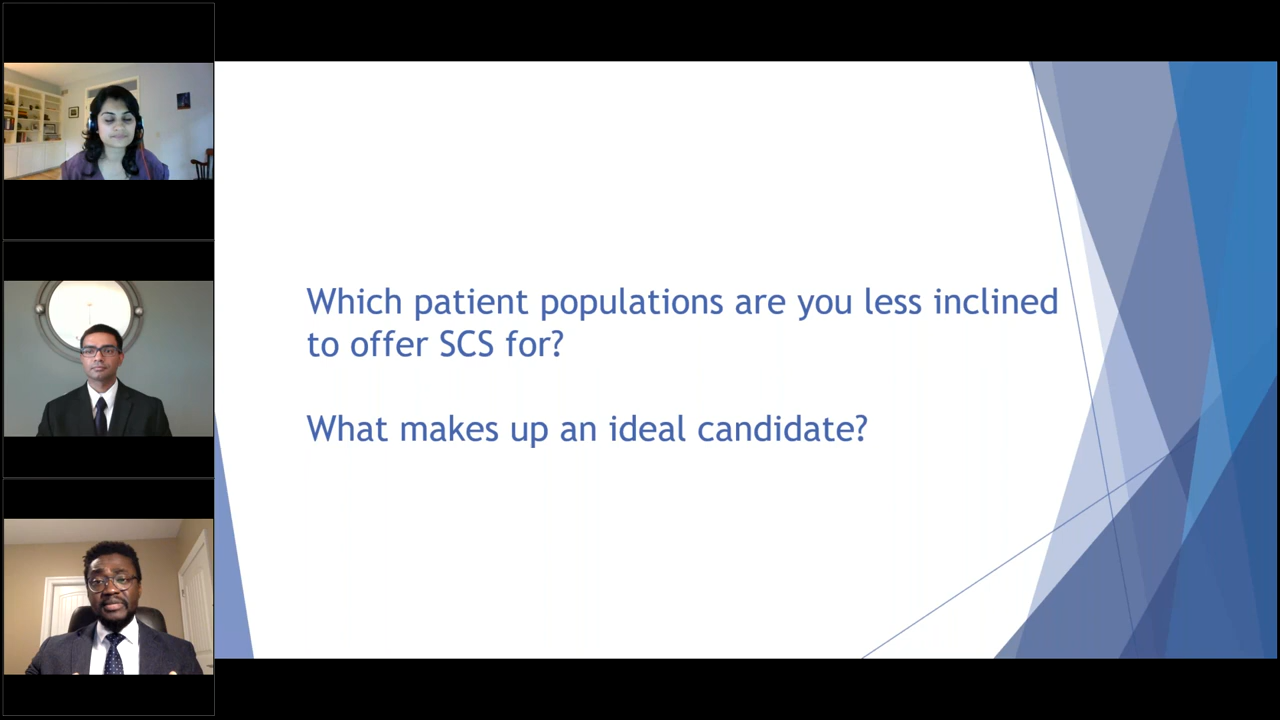 Which patient populations are you less inclined
to offer SCS for?
What makes up an ideal candidate?